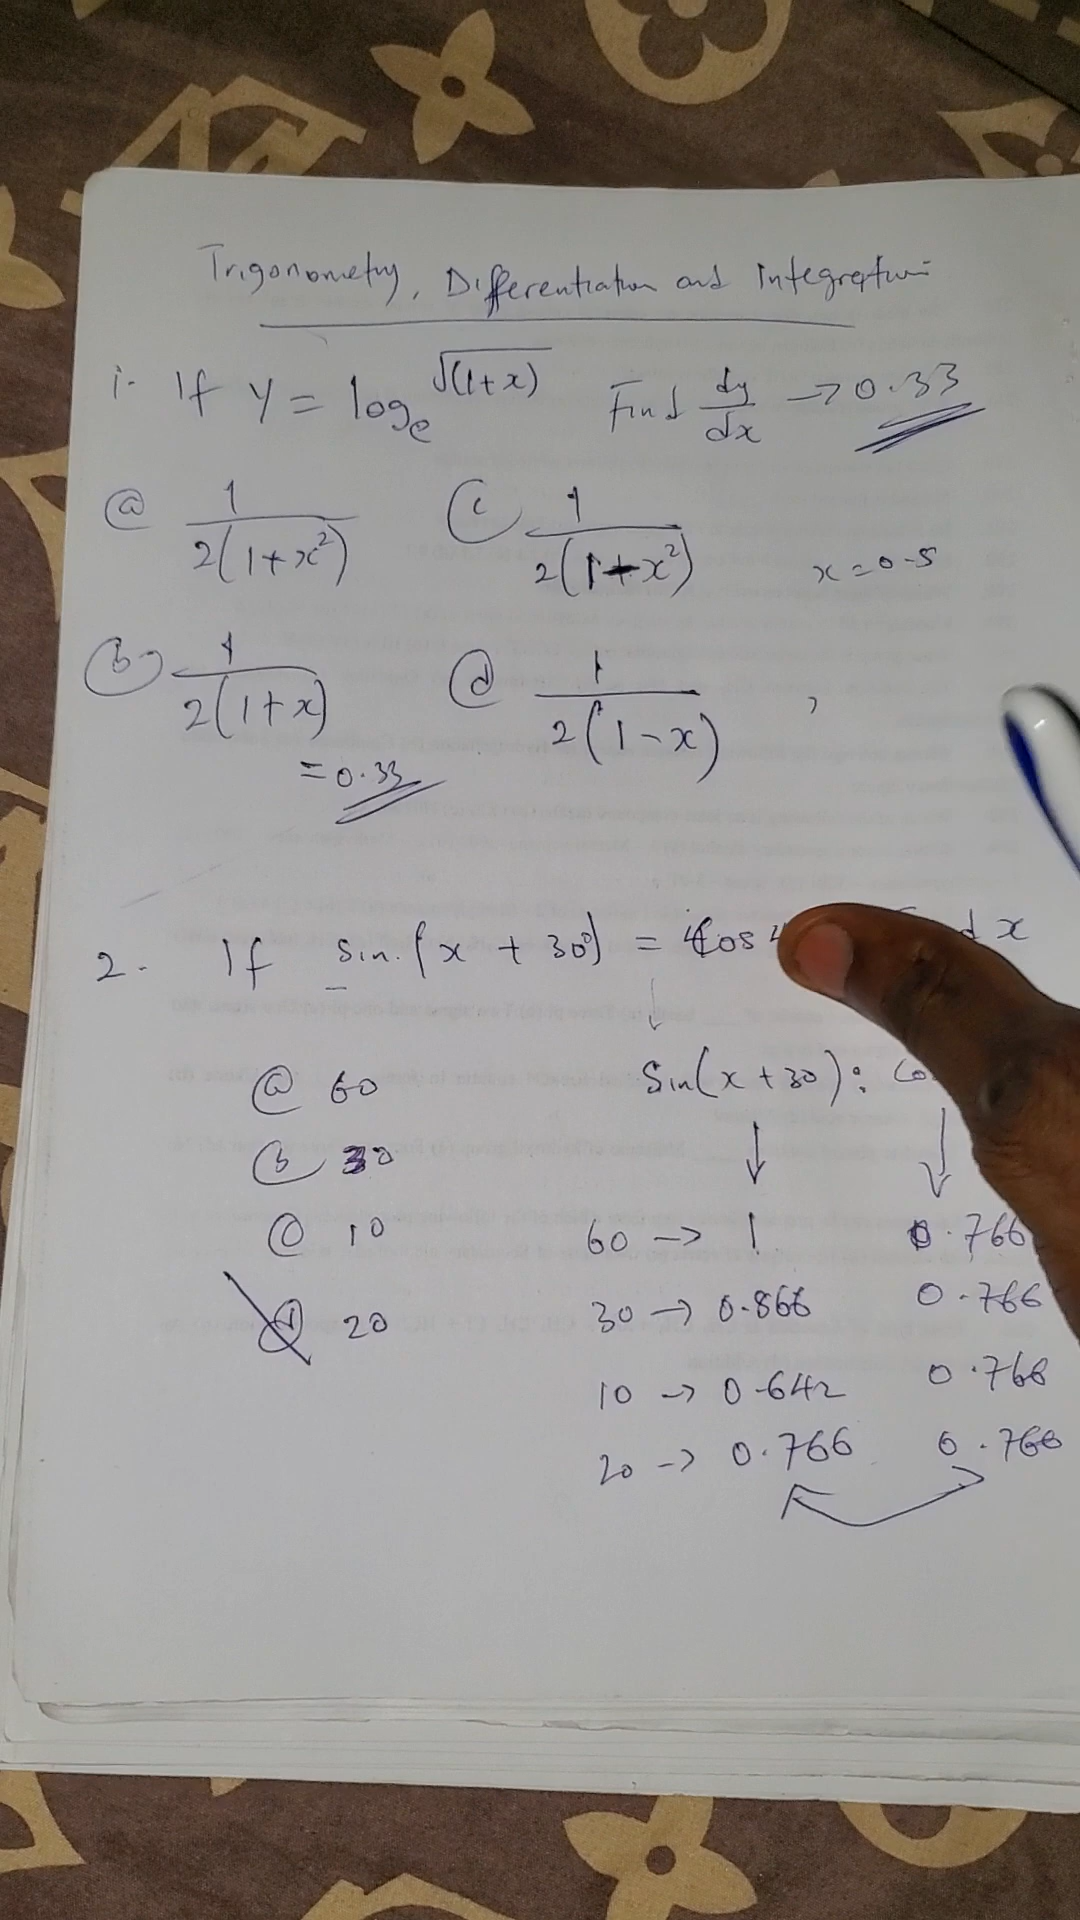 Trigonometry, Differentiation and Integration
1. If y = logₑ √(1+x) Find dy/dx → 0.33
(a) 1/2(1+x²) (c) 1/2(1-x²) x = 0.5
(b) 1/2(1+x) (d) 1/2(1-x)
= 0.33
2. If sin (x + 30°) = Cos 4 x
Sin(x + 30) : Co
(a) 60
(b) 30
(c) 10
(d) 20
60 → 1 0.766
30 → 0.866 0.766
10 → 0.642 0.766
20 → 0.766 0.766